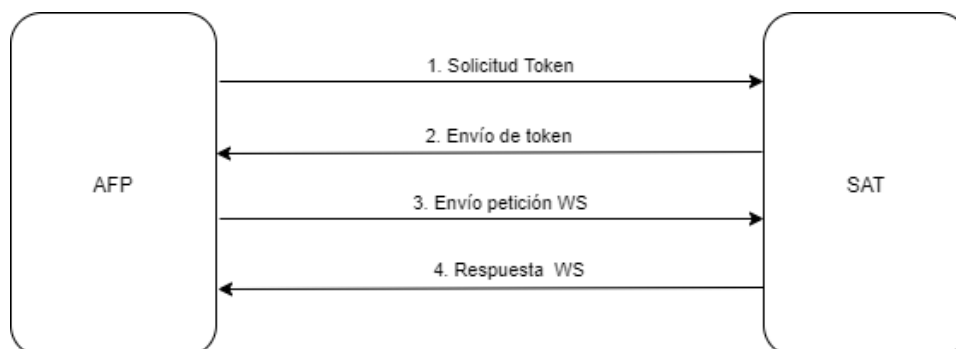 1. Solicitud Token
2. Envío de token
AFP
SAT
3. Envío petición WS
4. Respuesta WS